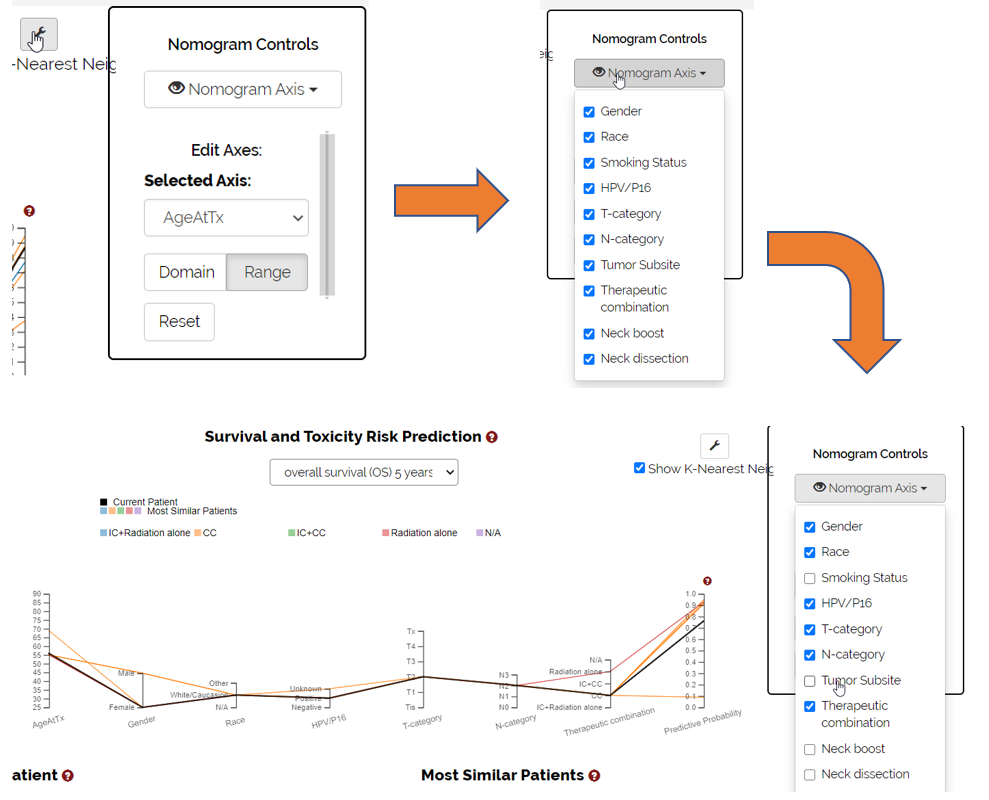 -Nearest Neig
Nomogram Controls
Nomogram Axis
Edit Axes:
Selected Axis:
AgeAtTx
Domain
Range
Reset
Nomogram Controls
Nomogram Axis
Gender
Race
Smoking Status
HPV/P16
T-category
N-category
Tumor Subsite
Therapeutic
combination
Neck boost
Neck dissection
Survival and Toxicity Risk Prediction ?
overall survival (OS) 5 years
Show K-Nearest Neig
Current Patient
Most Similar Patients
IC+Radiation alone CC IC+CC Radiation alone N/A
90
85
80
75
70
65
60
55
50
45
40
35
30
25
AgeAtTx
Male
Female
Gender
Other
White/Caucasion
N/A
Race
Unknown
Positive
Negative
HPV/P16
Tx
T4
T3
T2
T1
Tis
T-category
N3
N2
N1
N0
N-category
N/A
Radiation alone
IC+CC
CC
IC+Radiation alone
Therapeutic combination
?
1.0
0.9
0.8
0.7
0.6
0.5
0.4
0.3
0.2
0.1
0.0
Predictive Probability
atient ?
Most Similar Patients ?
Nomogram Controls
Nomogram Axis
Gender
Race
Smoking Status
HPV/P16
T-category
N-category
Tumor Subsite
Therapeutic
combination
Neck boost
Neck dissection